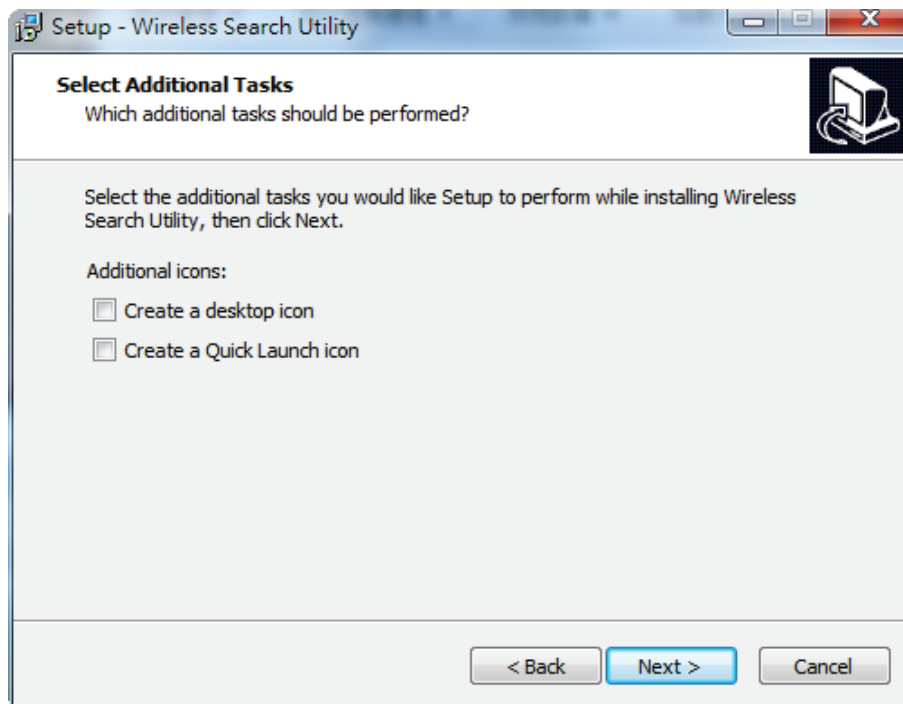 Setup - Wireless Search Utility
Select Additional Tasks
Which additional tasks should be performed?
Select the additional tasks you would like Setup to perform while installing Wireless
Search Utility, then click Next.
Additional icons:
Create a desktop icon
Create a Quick Launch icon
< Back
Next >
Cancel